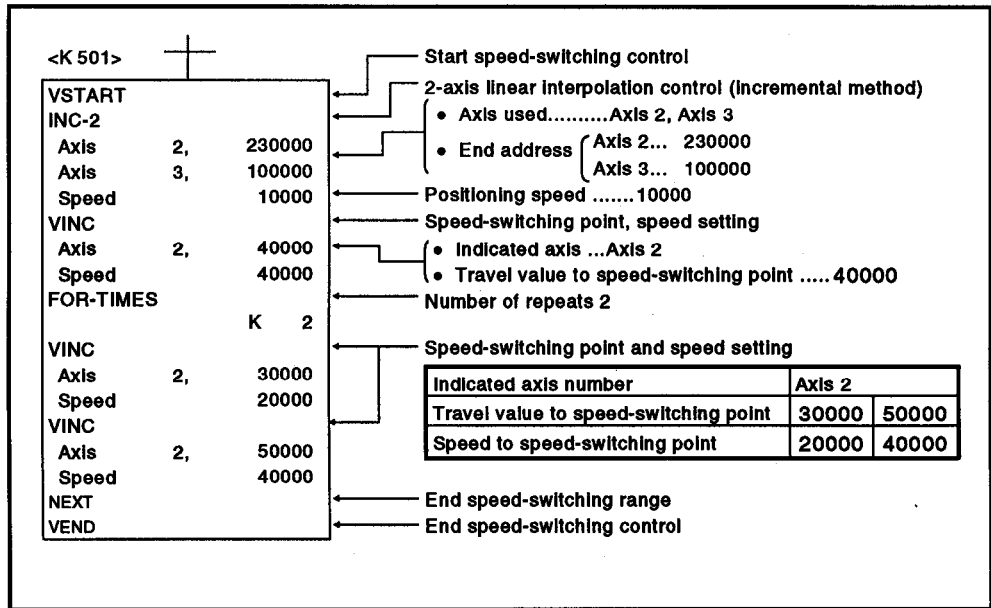 <K 501>
VSTART
INC-2
Axis 2, 230000
Axis 3, 100000
Speed 10000
VINC
Axis 2, 40000
Speed 40000
FOR-TIMES
K 2
VINC
Axis 2, 30000
Speed 20000
VINC
Axis 2, 50000
Speed 40000
NEXT
VEND
Start speed-switching control
2-axis linear interpolation control (incremental method)
• Axis used..........Axis 2, Axis 3
• End address Axis 2... 230000
Axis 3... 100000
Positioning speed .......10000
Speed-switching point, speed setting
• Indicated axis ...Axis 2
• Travel value to speed-switching point .....40000
Number of repeats 2
Speed-switching point and speed setting
Indicated axis number Axis 2
Travel value to speed-switching point 30000 50000
Speed to speed-switching point 20000 40000
End speed-switching range
End speed-switching control